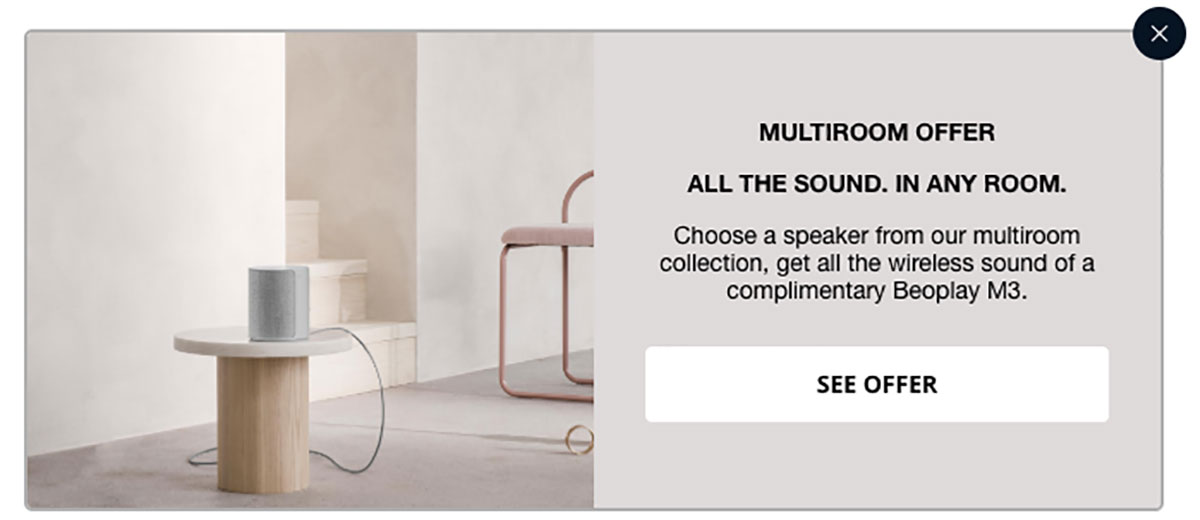 MULTIROOM OFFER
ALL THE SOUND. IN ANY ROOM.
Choose a speaker from our multiroom
collection, get all the wireless sound of a
complimentary Beoplay M3.
SEE OFFER